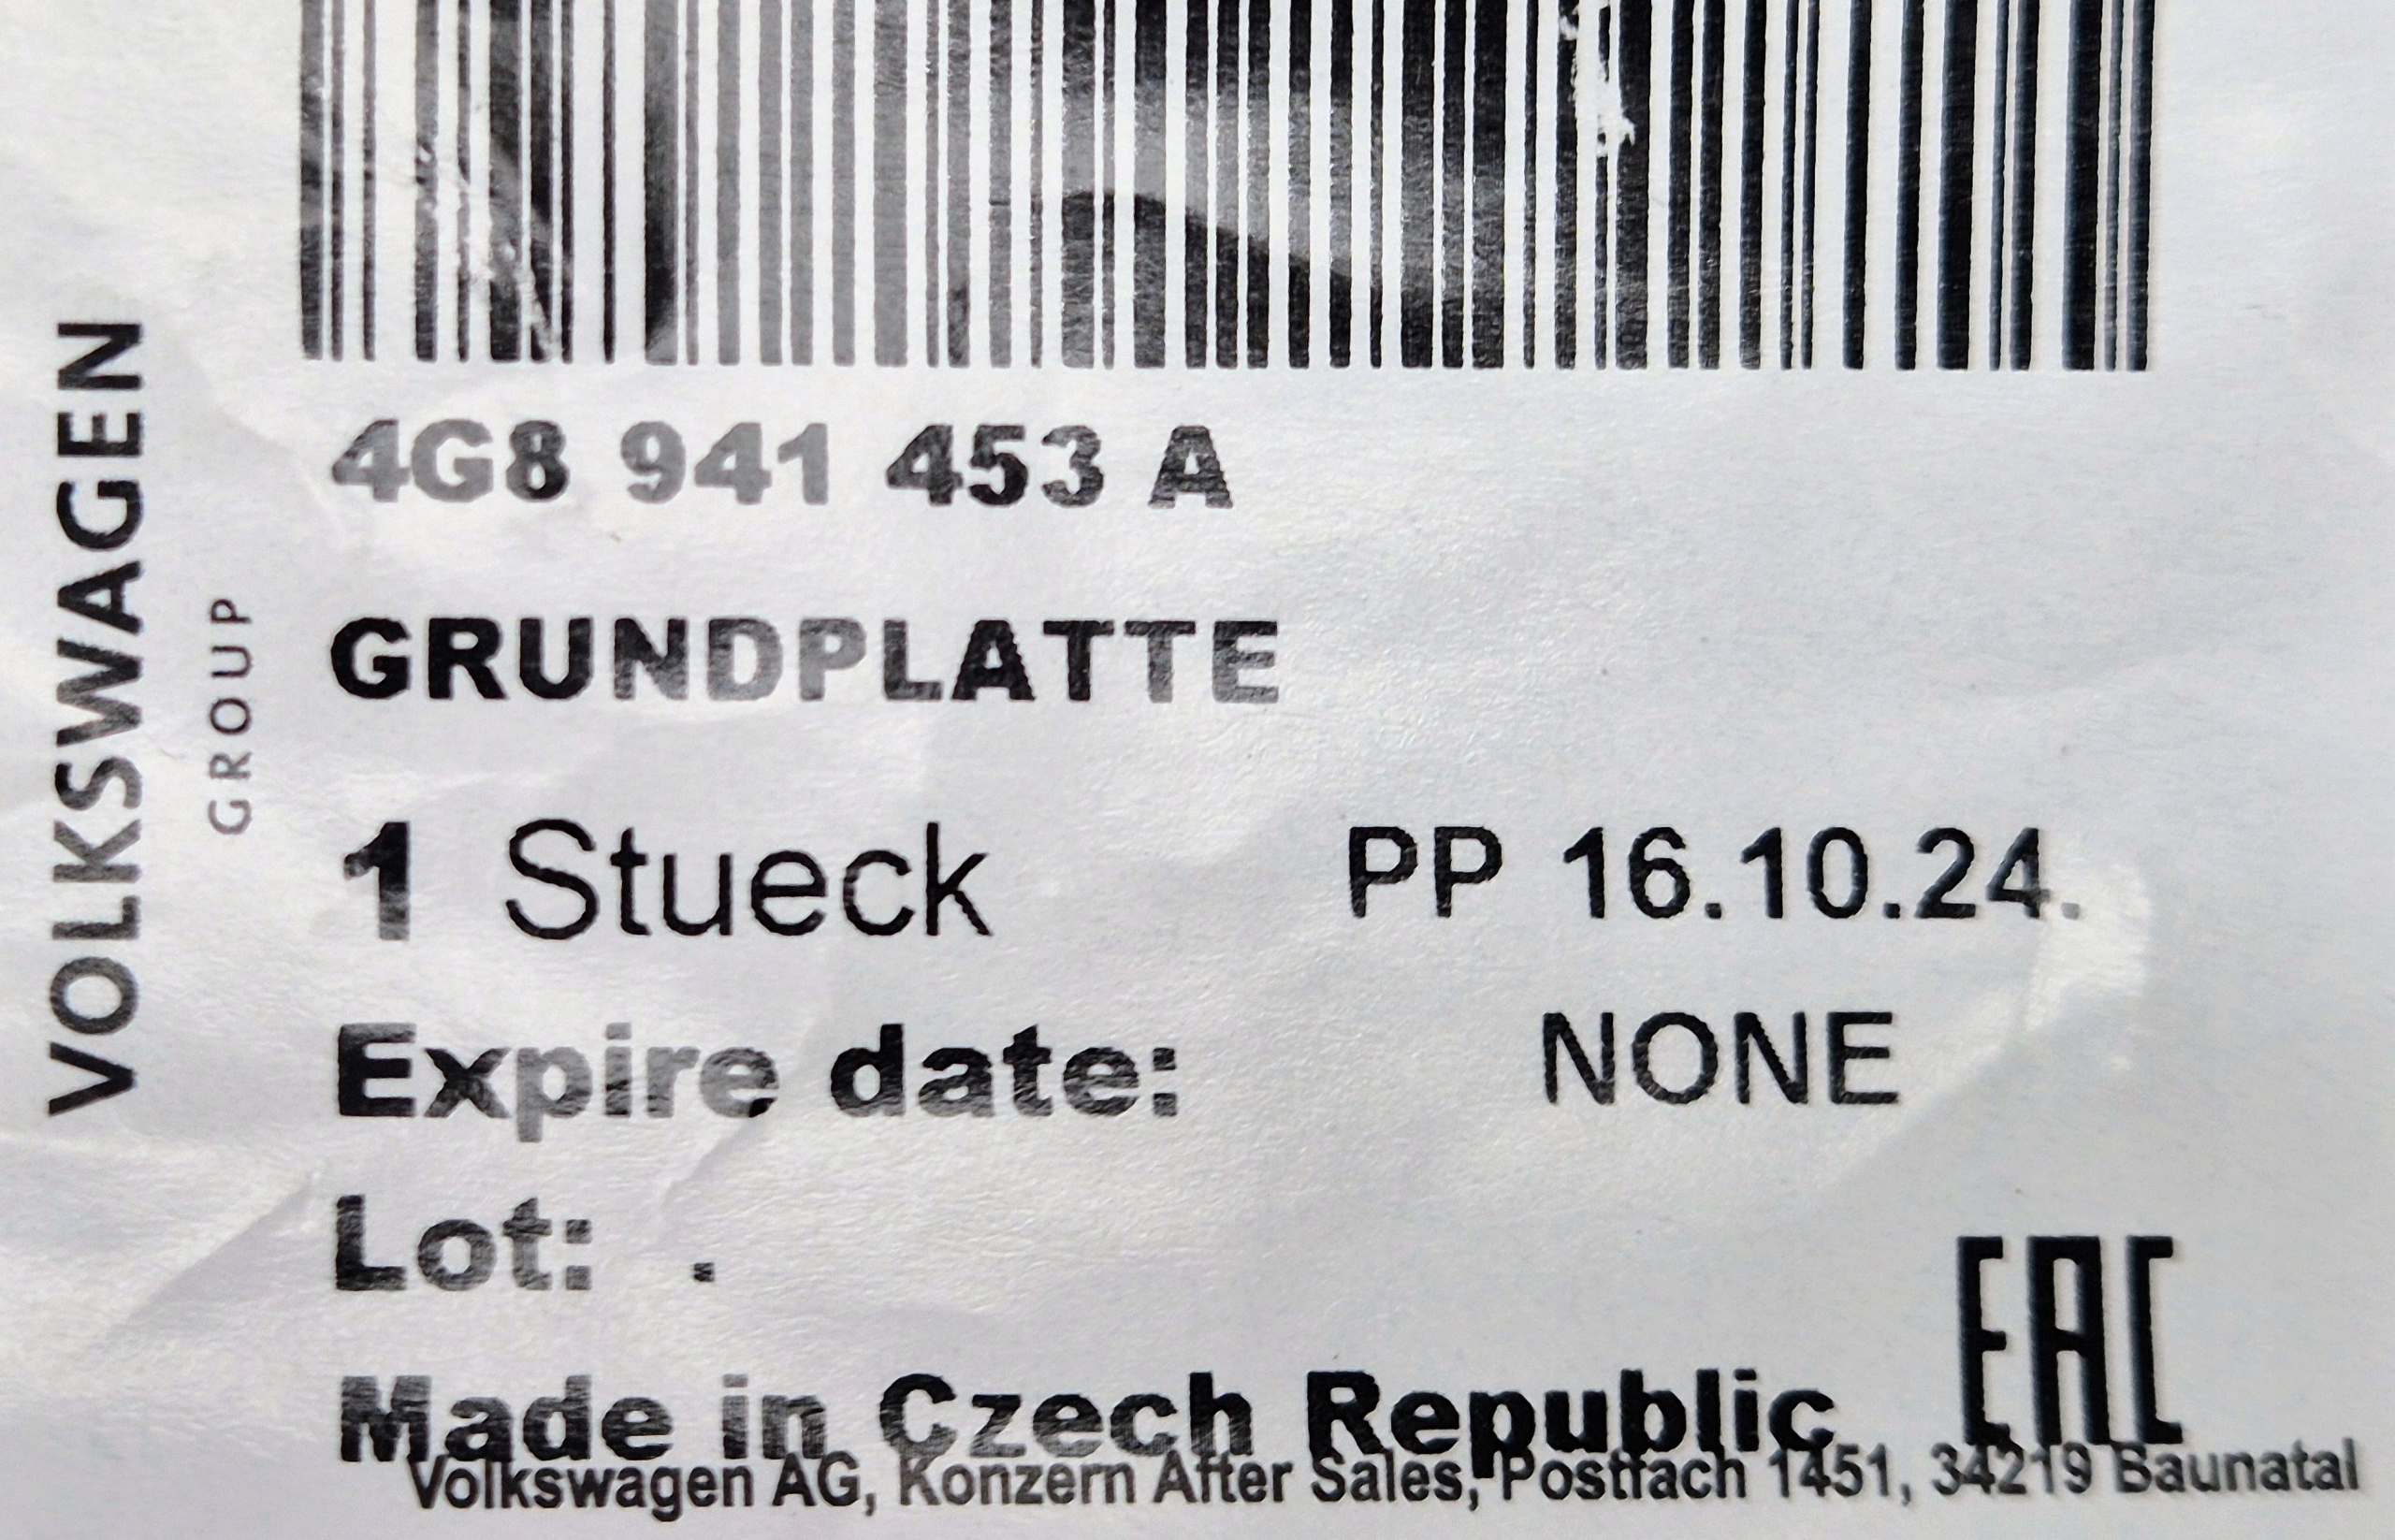 VOLKSWAGEN
GROUP
4G8 941 453 A
GRUNDPLATTE
1 Stueck PP 16.10.24.
Expire date: NONE
Lot: .
Made in Czech Republic EAC
Volkswagen AG, Konzern After Sales, Postfach 1451, 34219 Baunatal